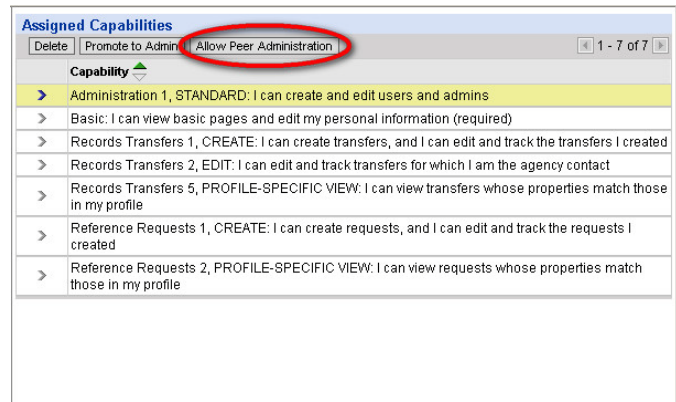 Assigned Capabilities
Delete Promote to Admin Allow Peer Administration 1 - 7 of 7
Capability
Administration 1, STANDARD: I can create and edit users and admins
Basic: I can view basic pages and edit my personal information (required)
Records Transfers 1, CREATE: I can create transfers, and I can edit and track the transfers I created
Records Transfers 2, EDIT: I can edit and track transfers for which I am the agency contact
Records Transfers 5, PROFILE-SPECIFIC VIEW: I can view transfers whose properties match those
in my profile
Reference Requests 1, CREATE: I can create requests, and I can edit and track the requests I
created
Reference Requests 2, PROFILE-SPECIFIC VIEW: I can view requests whose properties match
those in my profile